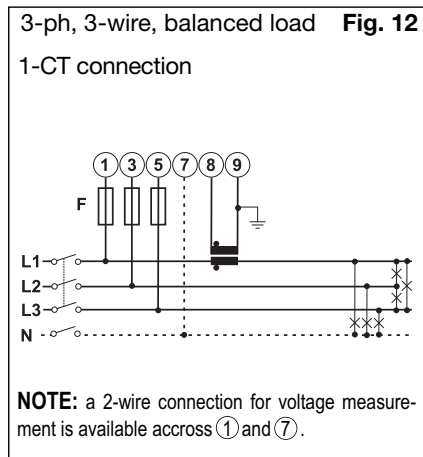 3-ph, 3-wire, balanced load Fig. 12
1-CT connection
1 3 5 7 8 9
F
L1
L2
L3
N
NOTE: a 2-wire connection for voltage measure-
ment is available accross 1 and 7.